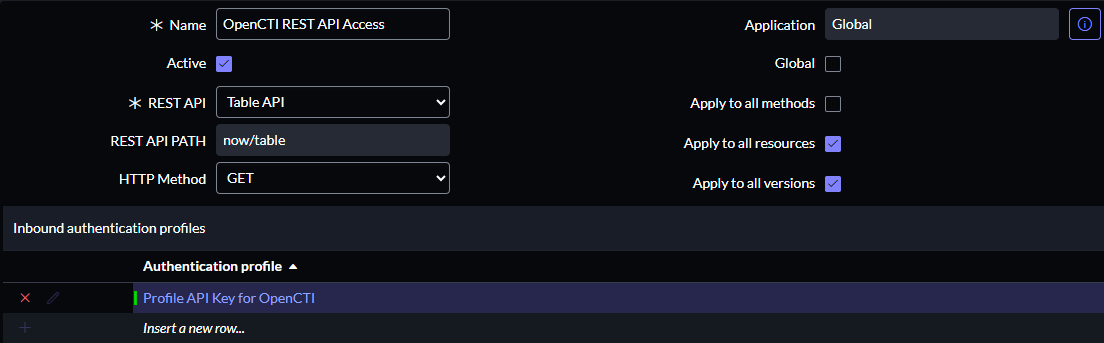 Name OpenCTI REST API Access Application Global
Active Global
REST API Table API Apply to all methods
REST API PATH now/table Apply to all resources
HTTP Method GET Apply to all versions
Inbound authentication profiles
Authentication profile
Profile API Key for OpenCTI
Insert a new row...